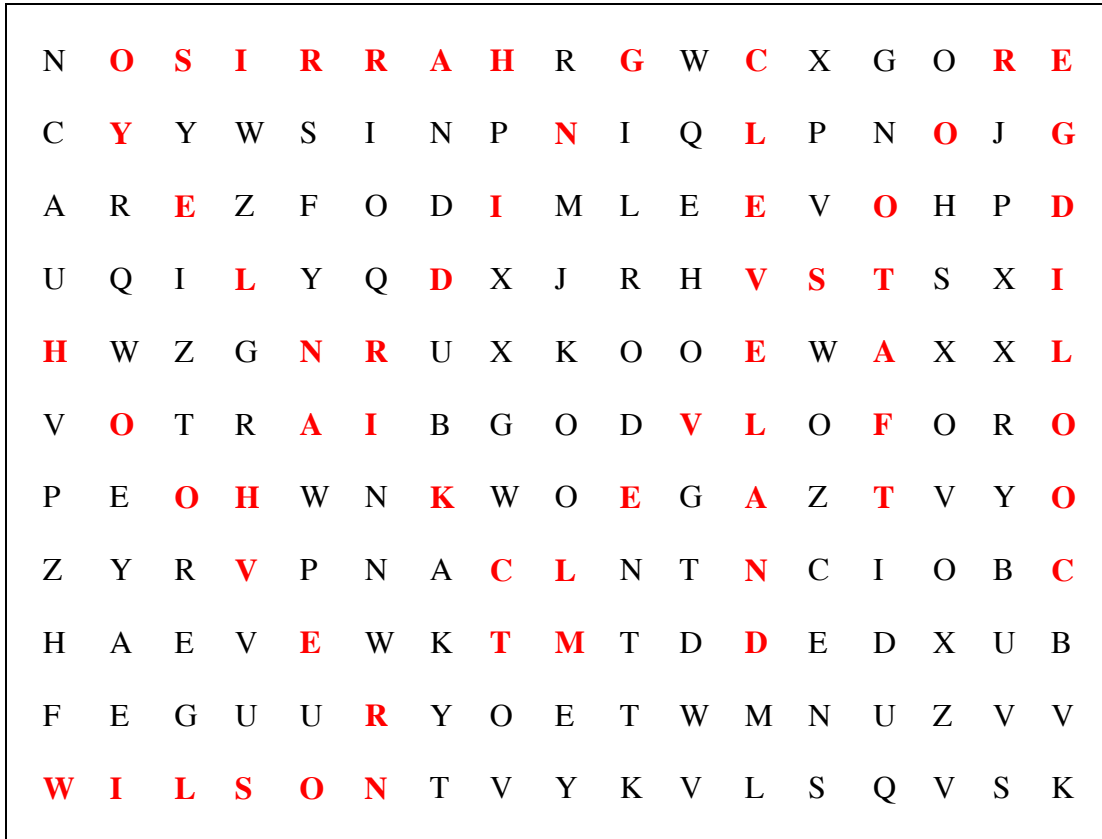 N O S I R R A H R G W C X G O R E
C Y Y W S I N P N I Q L P N O J G
A R E Z F O D I M L E E V O H P D
U Q I L Y Q D X J R H V S T S X I
H W Z G N R U X K O O E W A X X L
V O T R A I B G O D V L O F O R O
P E O H W N K W O E G A Z T V Y O
Z Y R V P N A C L N T N C I O B C
H A E V E W K T M T D D E D X U B
F E G U U R Y O E T W M N U Z V V
W I L S O N T V Y K V L S Q V S K